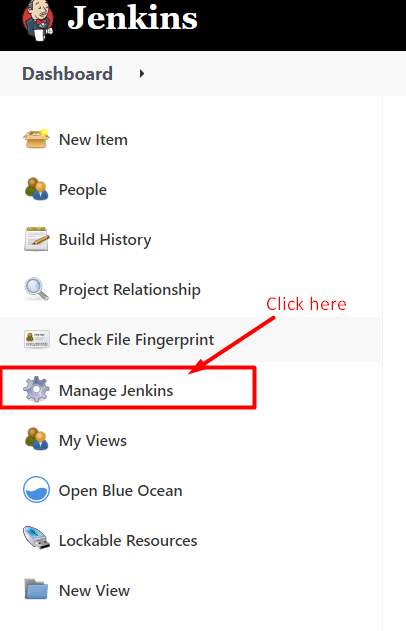 Jenkins
Dashboard
New Item
People
Build History
Project Relationship
Click here
Check File Fingerprint
Manage Jenkins
My Views
Open Blue Ocean
Lockable Resources
New View